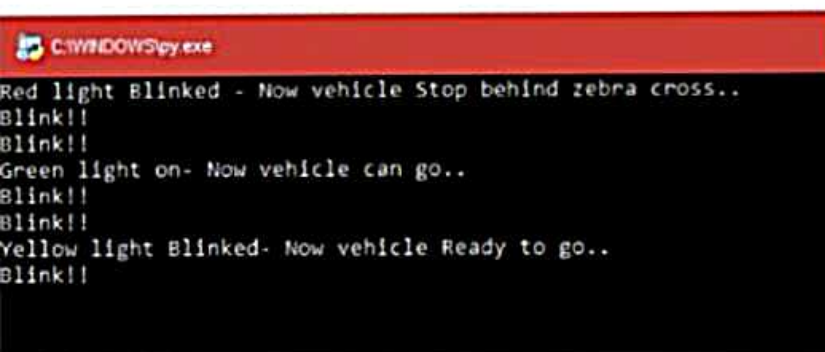 C:\WINDOWS\py.exe
Red light Blinked - Now vehicle Stop behind zebra cross..
Blink!!
Blink!!
Green light on- Now vehicle can go..
Blink!!
Blink!!
Yellow light Blinked- Now vehicle Ready to go..
Blink!!